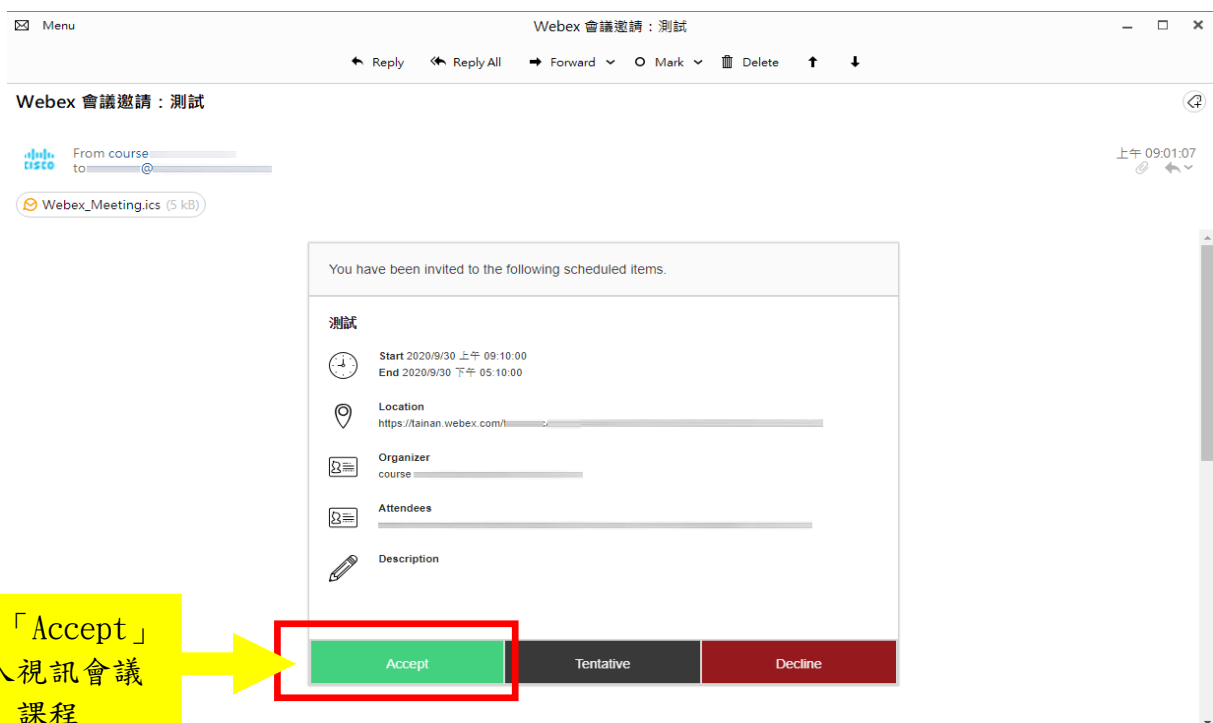 Menu
Webex 會議邀請：測試
Reply Reply All Forward Mark Delete
Webex 會議邀請：測試
CISCO
From course
to @
上午 09:01:07
Webex_Meeting.ics (5 kB)
You have been invited to the following scheduled items.
測試
Start 2020/9/30 上午 09:10:00
End 2020/9/30 下午 05:10:00
Location
https://tainan.webex.com/
Organizer
course
Attendees
Description
「Accept」
入視訊會議
課程
Accept Tentative Decline